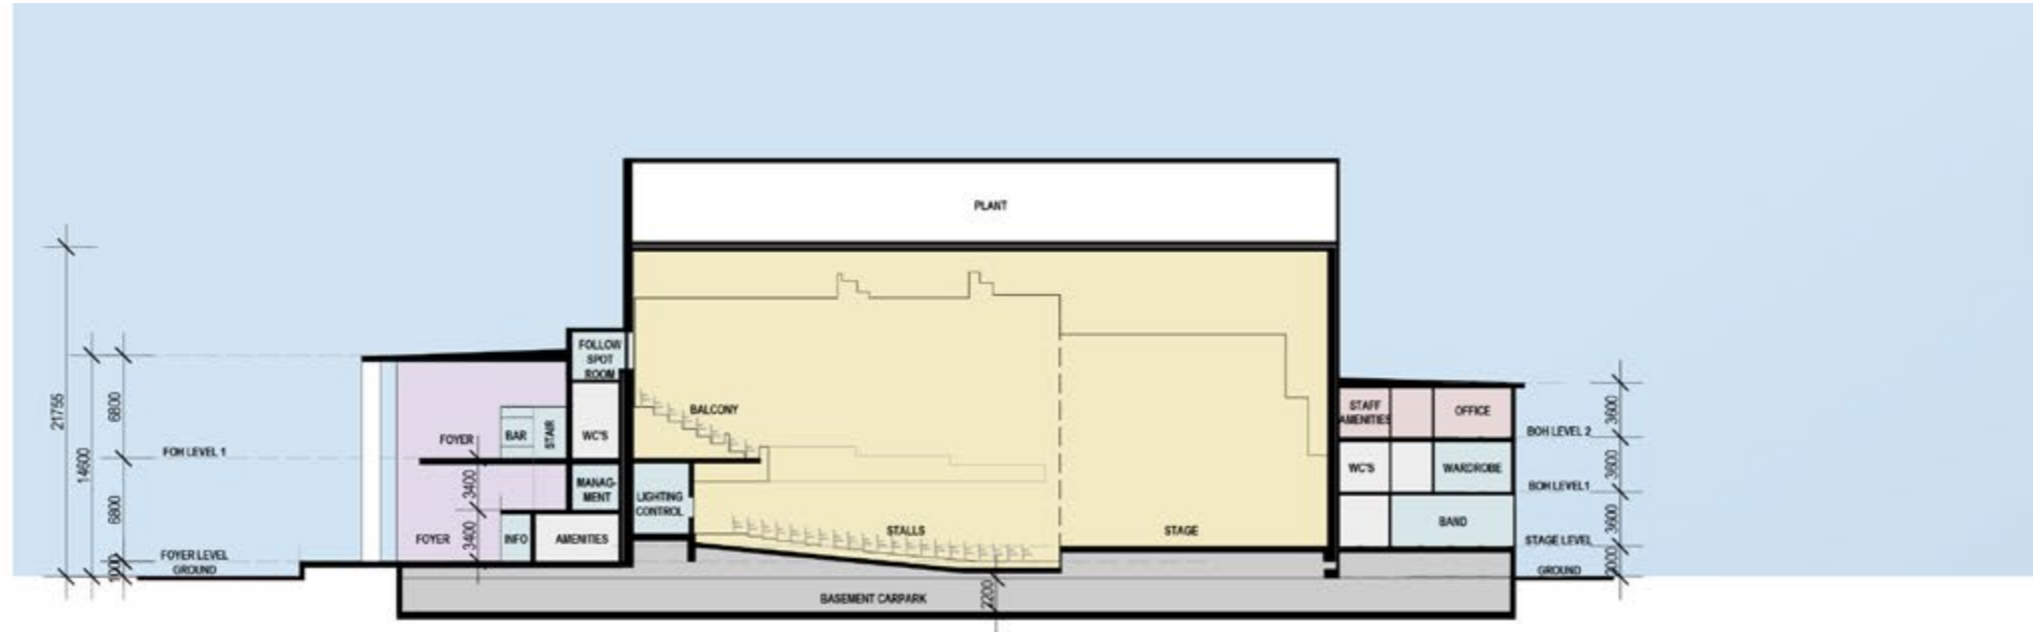 PLANT
21755
14600
6800
6800
1000
FOH LEVEL 1
FOYER LEVEL
GROUND
FOLLOW
SPOT
ROOM
FOYER
BAR
STAIR
WC'S
BALCONY
3400
MANAG-
MENT
LIGHTING
CONTROL
FOYER
3400
INFO
AMENITIES
STALLS
STAGE
STAFF
AMENITIES
OFFICE
WC'S
WARDROBE
BAND
BOH LEVEL 2
BOH LEVEL1
STAGE LEVEL
GROUND
3600
3600
3600
2000
BASEMENT CARPARK
2200